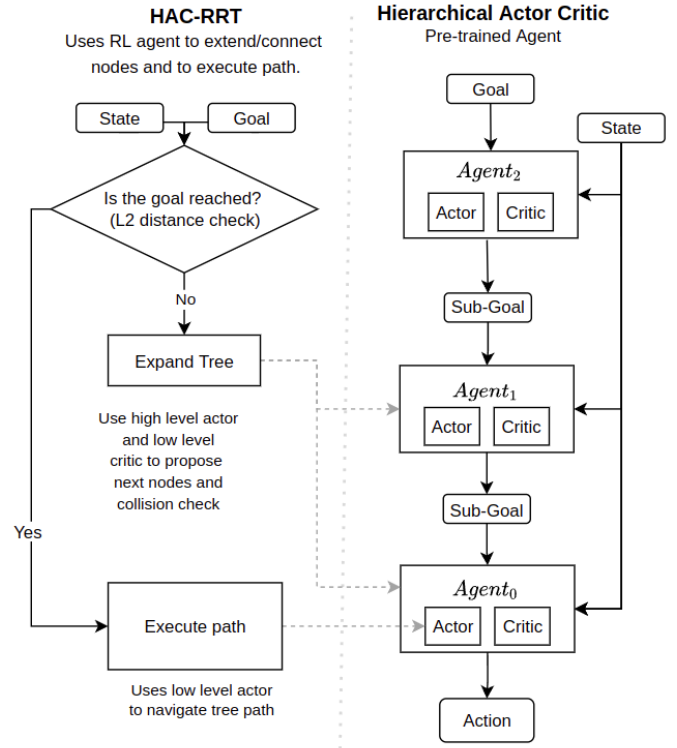 HAC-RRT
Uses RL agent to extend/connect
nodes and to execute path.
State
Goal
Is the goal reached?
(L2 distance check)
No
Expand Tree
Use high level actor
and low level
critic to propose
next nodes and
collision check
Yes
Execute path
Uses low level actor
to navigate tree path
Hierarchical Actor Critic
Pre-trained Agent
Goal
State
Agent₂
Actor
Critic
Sub-Goal
Agent₁
Actor
Critic
Sub-Goal
Agent₀
Actor
Critic
Action